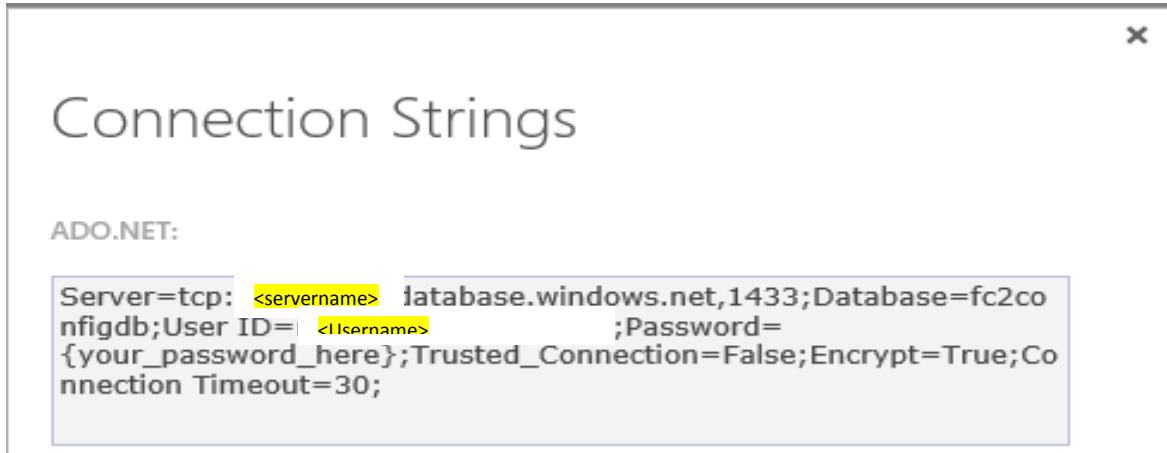 Connection Strings
ADO.NET:
Server=tcp: <servername> database.windows.net,1433;Database=fc2co
nfigdb;User ID= <Username> ;Password=
{your_password_here};Trusted_Connection=False;Encrypt=True;Co
nnection Timeout=30;